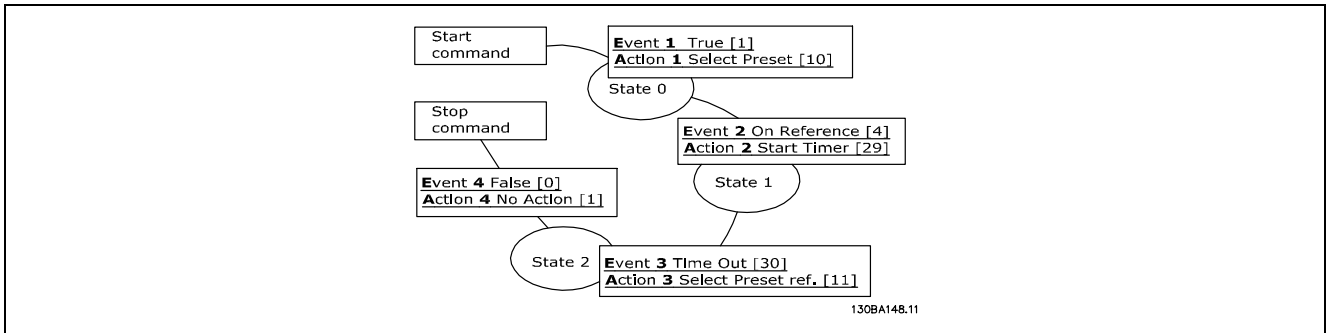 Start
command
Event 1 True [1]
Action 1 Select Preset [10]
State 0
Stop
command
Event 2 On Reference [4]
Action 2 Start Timer [29]
State 1
Event 4 False [0]
Action 4 No Action [1]
State 2
Event 3 TIme Out [30]
Action 3 Select Preset ref. [11]
130BA148.11